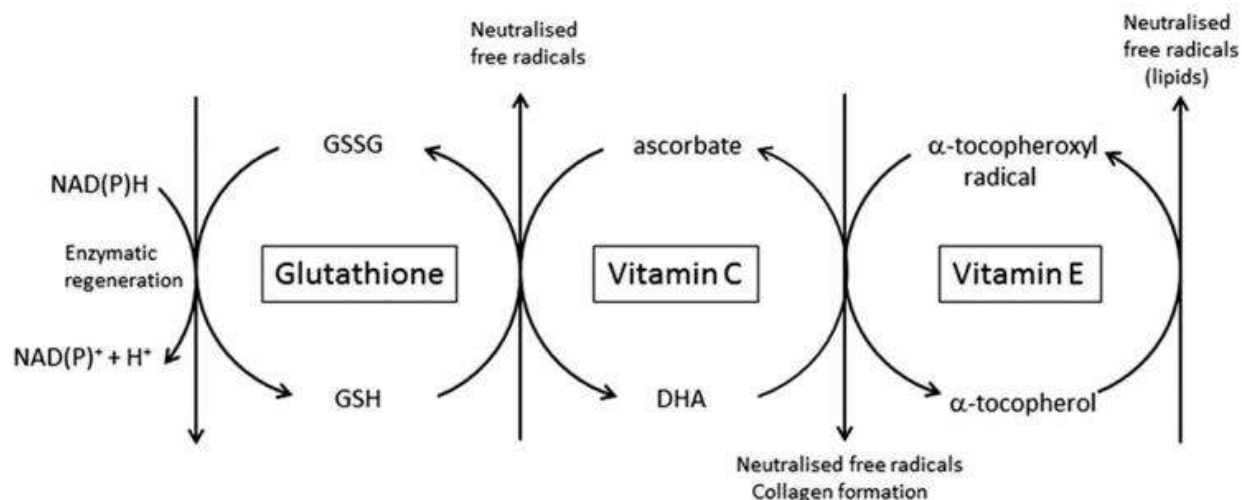 Neutralised
free radicals
Neutralised
free radicals
(lipids)
GSSG
ascorbate
α-tocopheroxyl
radical
NAD(P)H
Enzymatic
regeneration
Glutathione
Vitamin C
Vitamin E
NAD(P)⁺ + H⁺
GSH
DHA
α-tocopherol
Neutralised free radicals
Collagen formation